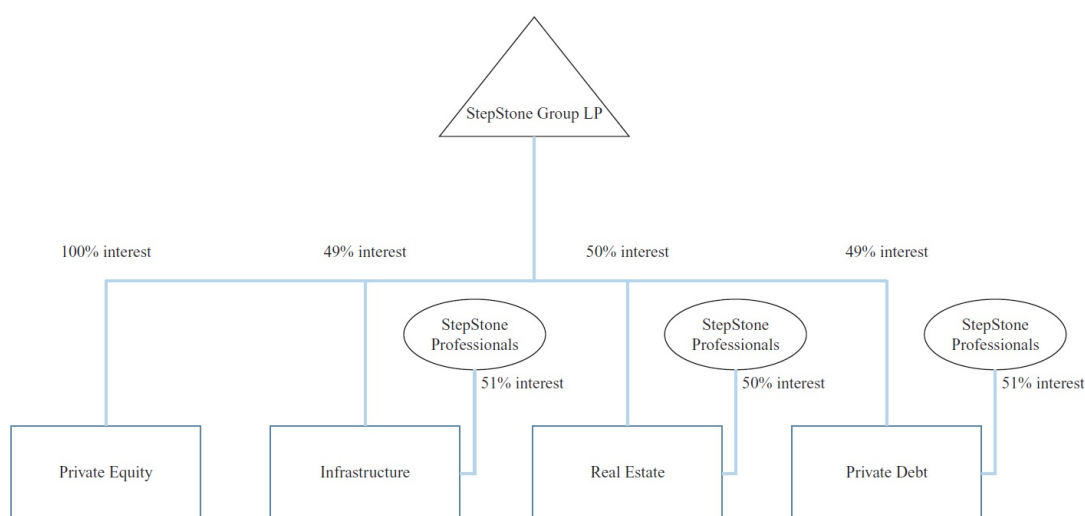 StepStone Group LP
100% interest
49% interest
50% interest
49% interest
StepStone
Professionals
StepStone
Professionals
StepStone
Professionals
51% interest
50% interest
51% interest
Private Equity
Infrastructure
Real Estate
Private Debt